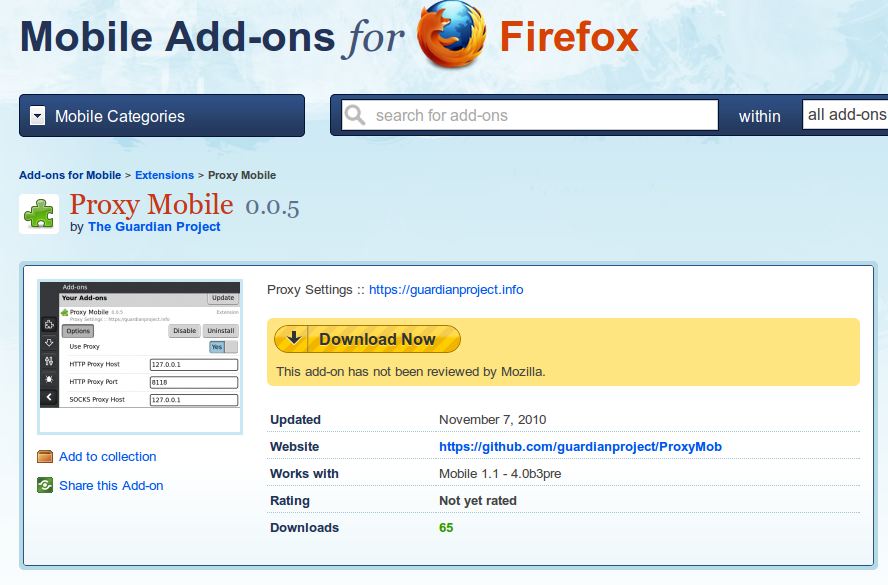 Mobile Add-ons for Firefox
Mobile Categories
search for add-ons
within
all add-ons
Add-ons for Mobile > Extensions > Proxy Mobile
Proxy Mobile 0.0.5
by The Guardian Project
Add-ons
Your Add-ons
Update
Proxy Mobile 0.0.5
Extension
Proxy Settings :: https://guardianproject.info
Options
Disable
Uninstall
Use Proxy
Yes
HTTP Proxy Host
127.0.0.1
HTTP Proxy Port
8118
SOCKS Proxy Host
127.0.0.1
Add to collection
Share this Add-on
Proxy Settings :: https://guardianproject.info
Download Now
This add-on has not been reviewed by Mozilla.
Updated November 7, 2010
Website https://github.com/guardianproject/ProxyMob
Works with Mobile 1.1 - 4.0b3pre
Rating Not yet rated
Downloads 65